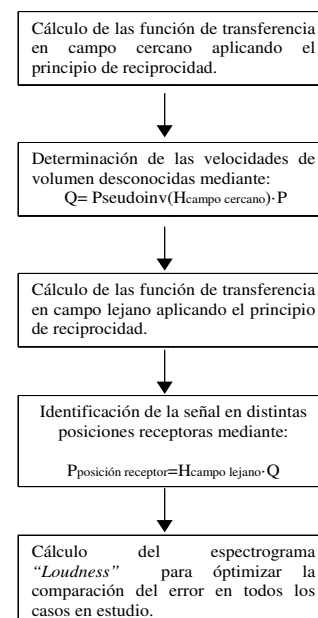 Cálculo de las función de transferencia
en campo cercano aplicando el
principio de reciprocidad.
Determinación de las velocidades de
volumen desconocidas mediante:
Q= Pseudoinv(Hcampo cercano)·P
Cálculo de las función de transferencia
en campo lejano aplicando el principio
de reciprocidad.
Identificación de la señal en distintas
posiciones receptoras mediante:
Pposición receptor=Hcampo lejano·Q
Cálculo del espectrograma
“Loudness” para óptimizar la
comparación del error en todos los
casos en estudio.